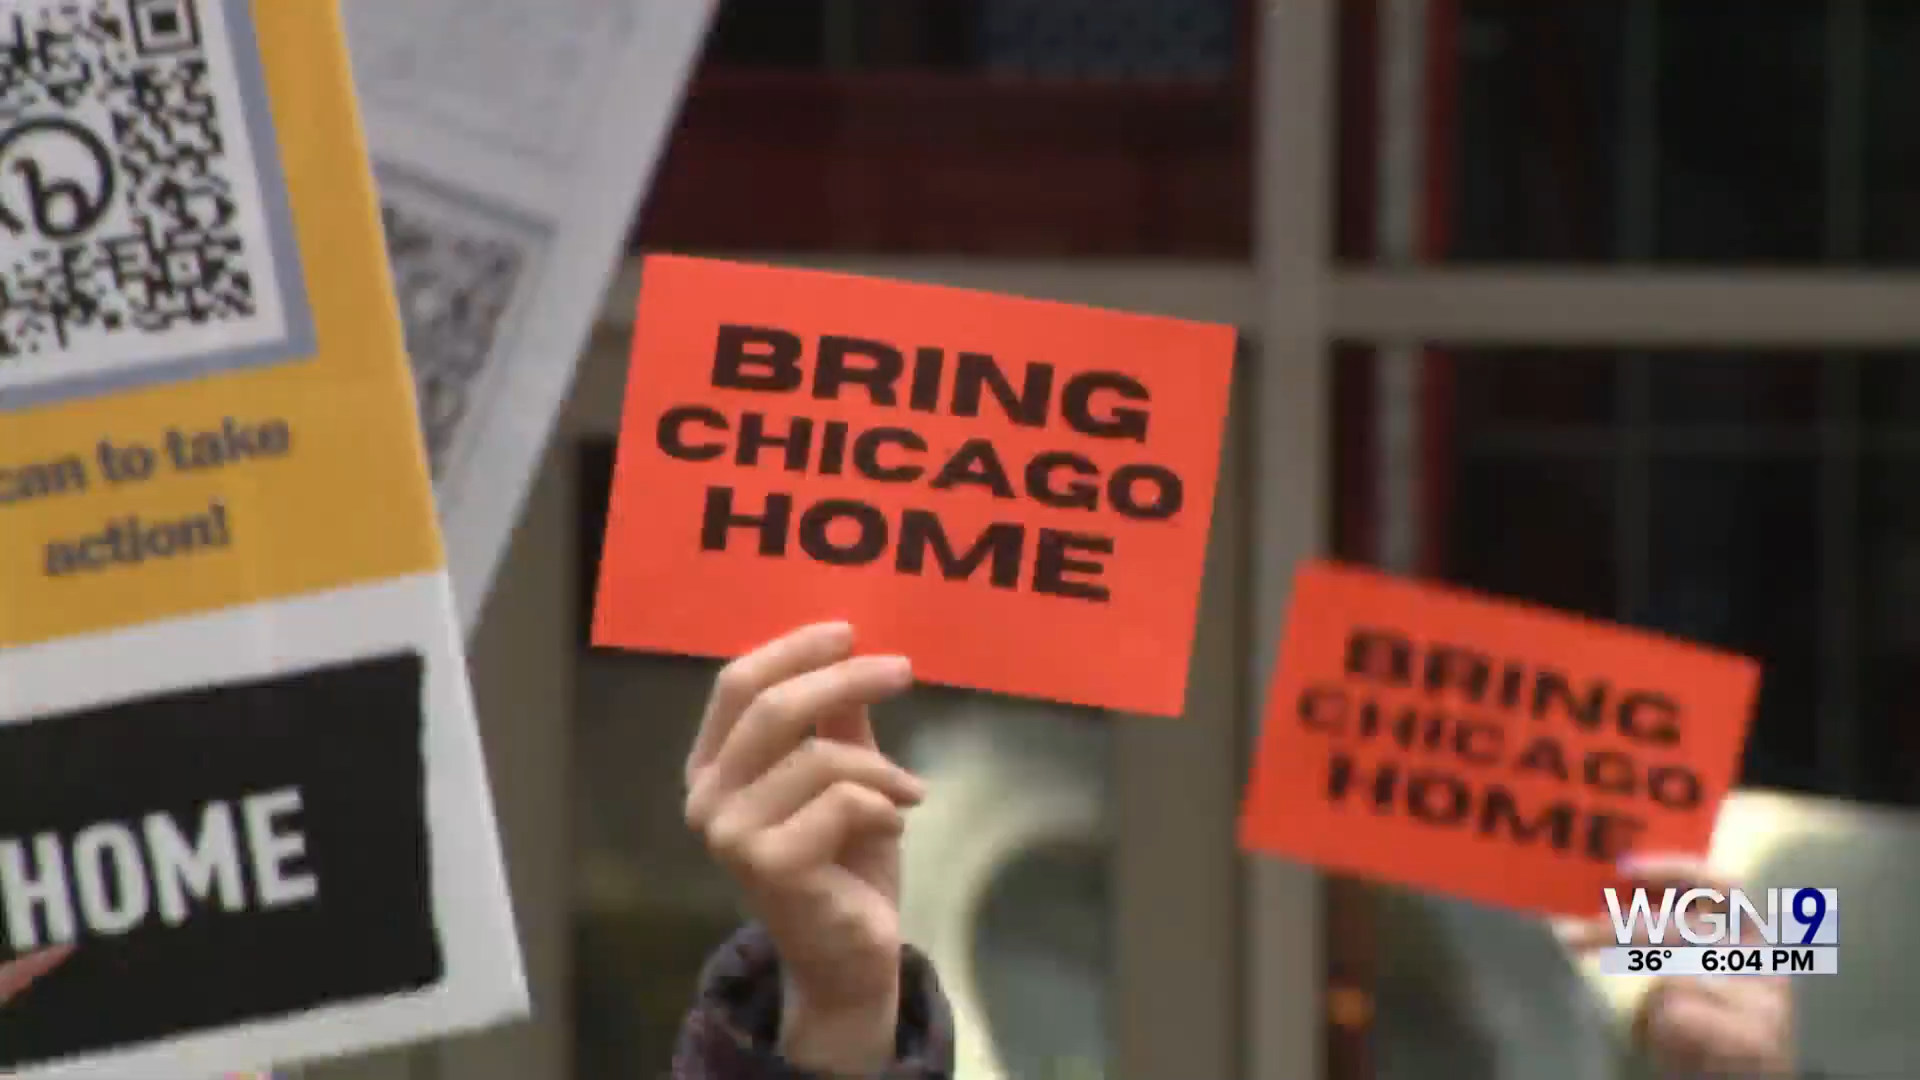 b
can to take
action!
HOME
BRING
CHICAGO
HOME
BRING
CHICAGO
HOME
WGN9
36° 6:04 PM